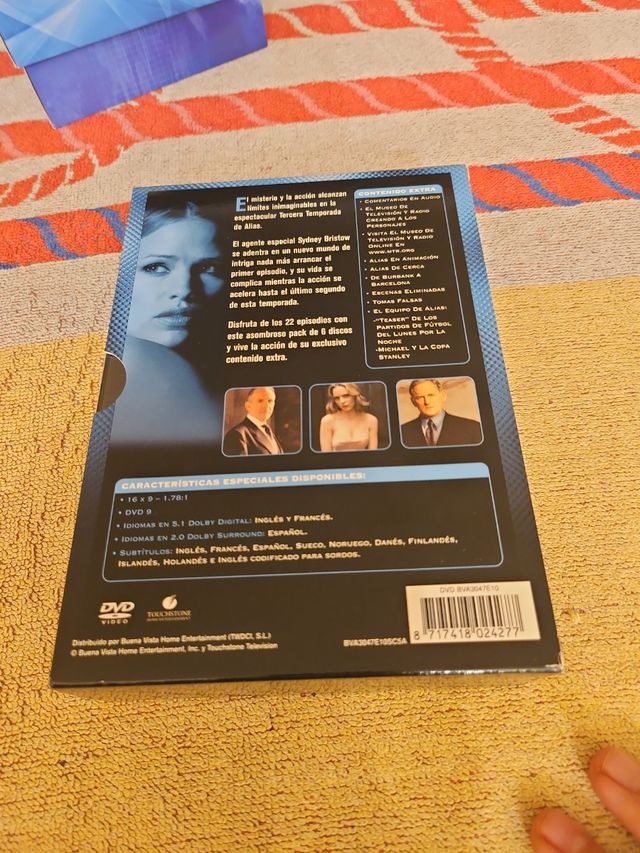 El misterio y la acción alcanzan
límites inimaginables en la
espectacular Tercera Temporada
de Alias.
El agente especial Sydney Bristow
se adentra en un nuevo mundo de
intriga nada más arrancar el
primer episodio, y su vida se
complica mientras la acción se
acelera hasta el último segundo
de esta temporada.
Disfruta de los 22 episodios con
este asombroso pack de 6 discos
y vive la acción de su exclusivo
contenido extra.
CONTENIDO EXTRA
• COMENTARIOS EN AUDIO
• EL MUSEO DE
TELEVISIÓN Y RADIO
CREANDO A LOS
PERSONAJES
• VISITA EL MUSEO DE
TELEVISIÓN Y RADIO
ONLINE EN
WWW.MTR.ORG
• ALIAS EN ANIMACIÓN
• ALIAS DE CERCA
• DE BURBANK A
BARCELONA
• ESCENAS ELIMINADAS
• TOMAS FALSAS
• EL EQUIPO DE ALIAS:
-"TEASER" DE LOS
PARTIDOS DE FÚTBOL
DEL LUNES POR LA
NOCHE
-MICHAEL Y LA COPA
STANLEY
CARACTERÍSTICAS ESPECIALES DISPONIBLES:
• 16 X 9 – 1.78:1
• DVD 9
• IDIOMAS EN 5.1 DOLBY DIGITAL: INGLÉS Y FRANCÉS.
• IDIOMAS EN 2.0 DOLBY SURROUND: ESPAÑOL.
• SUBTÍTULOS: INGLÉS, FRANCÉS, ESPAÑOL, SUECO, NORUEGO, DANÉS, FINLANDÉS,
ISLANDÉS, HOLANDÉS E INGLÉS CODIFICADO PARA SORDOS.
DVD
VIDEO
TOUCHSTONE
HOME ENTERTAINMENT
DVD BVA3047E10
8 717418 024277
Distribuido por Buena Vista Home Entertainment (TWDCI, S.L.)
© Buena Vista Home Entertainment, Inc. y Touchstone Television
BVA3047E10SC5A